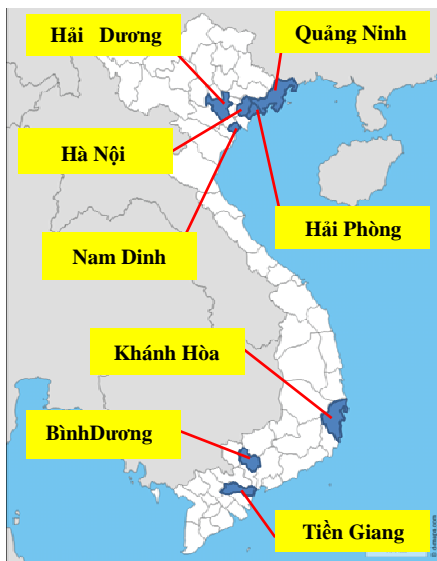 Hải Dương
Quảng Ninh
Hà Nội
Hải Phòng
Nam Dinh
Khánh Hòa
BìnhDương
Tiền Giang